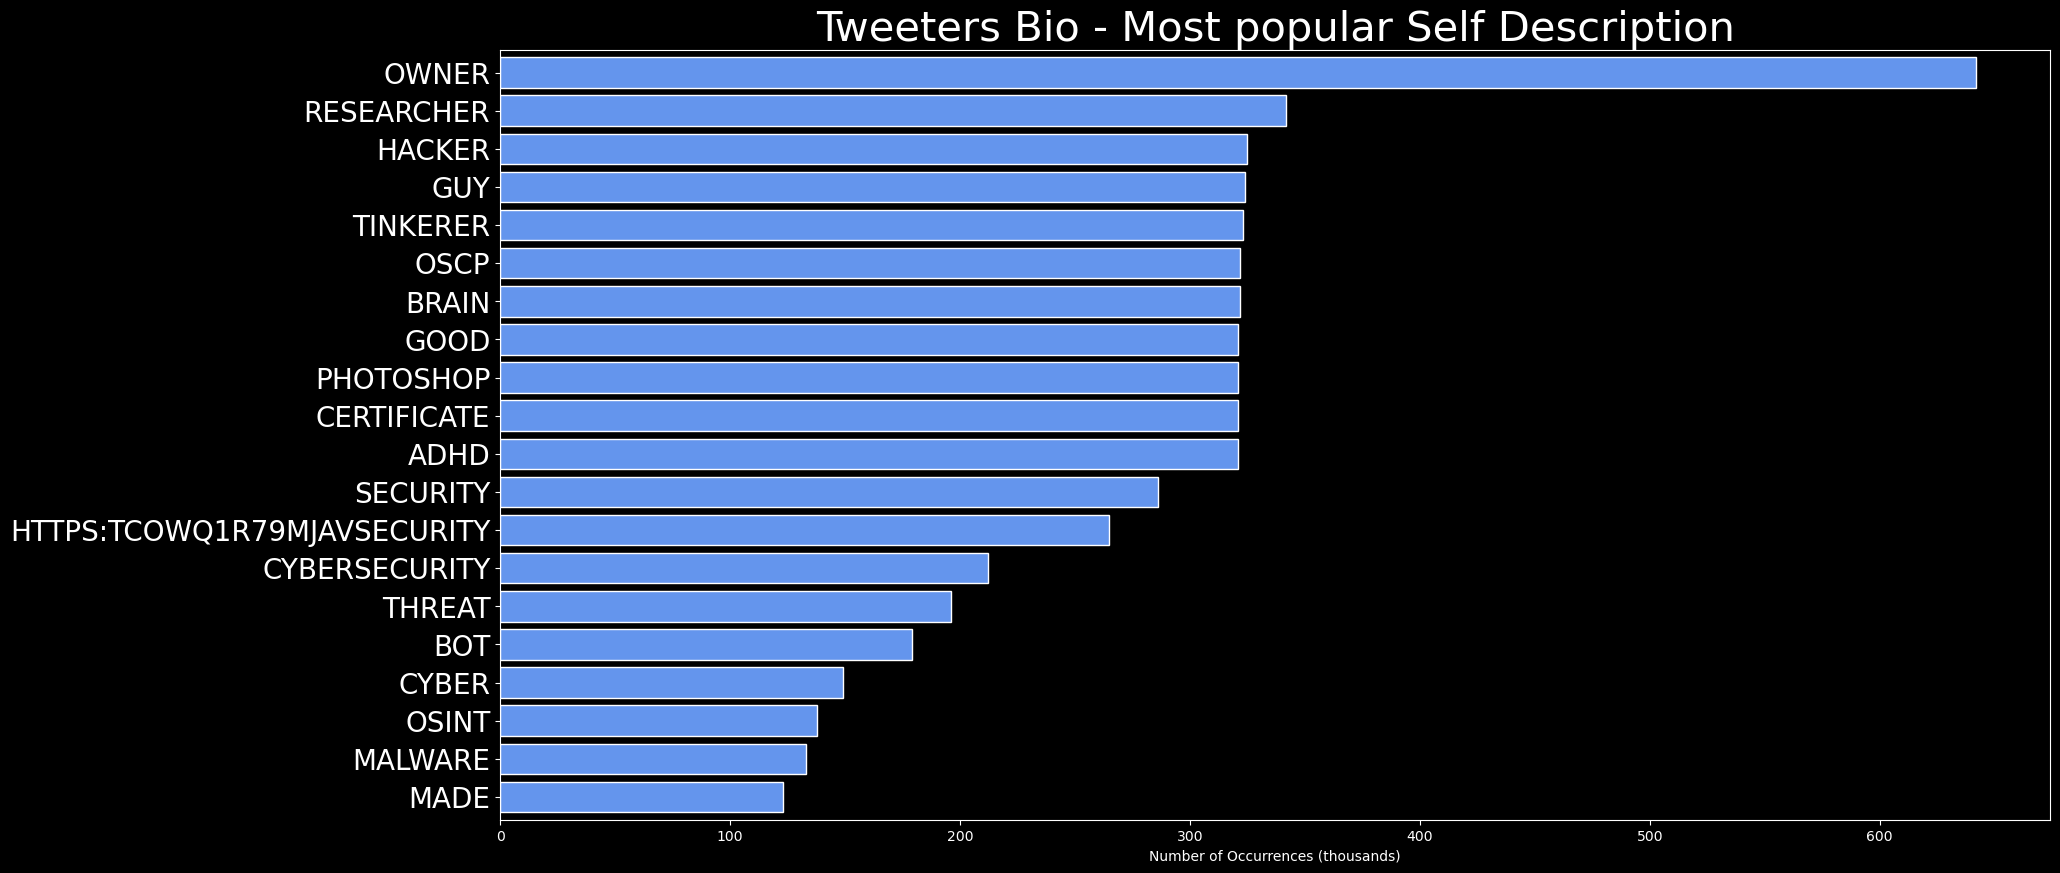 Tweeters Bio - Most popular Self Description
OWNER
RESEARCHER
HACKER
GUY
TINKERER
OSCP
BRAIN
GOOD
PHOTOSHOP
CERTIFICATE
ADHD
SECURITY
HTTPS:TCOWQ1R79MJAVSECURITY
CYBERSECURITY
THREAT
BOT
CYBER
OSINT
MALWARE
MADE
0 100 200 300 400 500 600
Number of Occurrences (thousands)